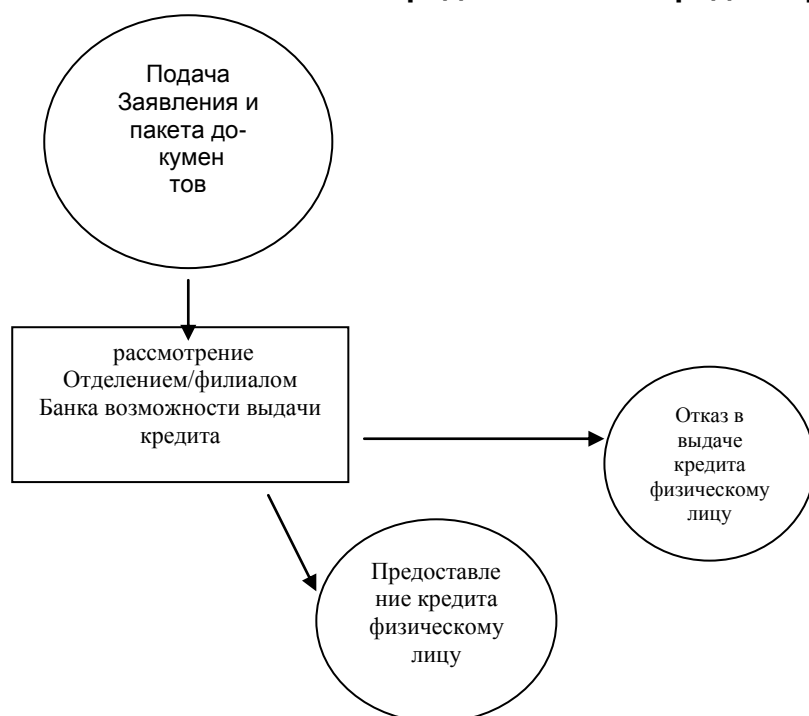 Подача
Заявления и
пакета до-
кумен
тов
рассмотрение
Отделением/филиалом
Банка возможности выдачи
кредита
Отказ в
выдаче
кредита
физическому
лицу
Предоставле
ние кредита
физическому
лицу